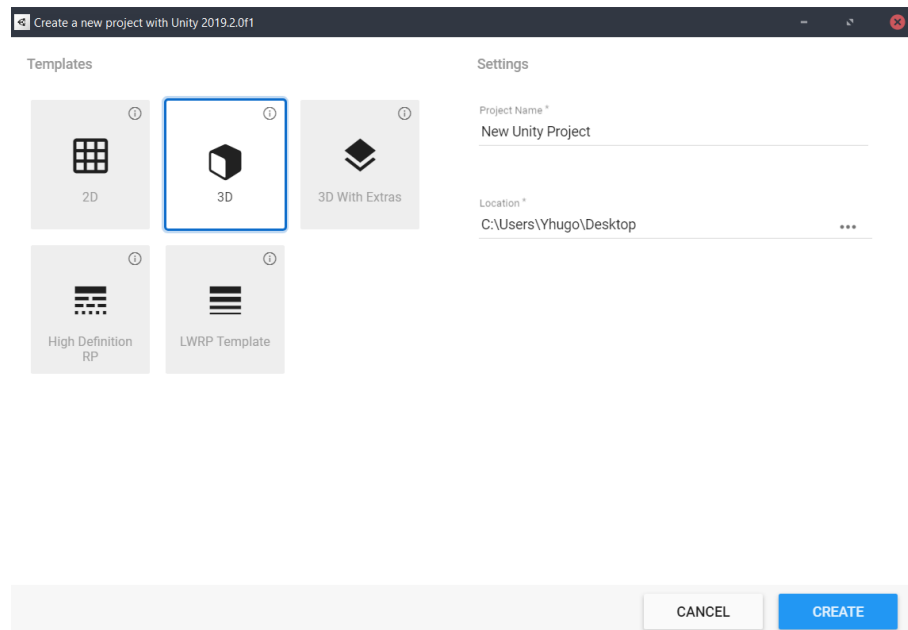 Create a new project with Unity 2019.2.0f1
Templates
Settings
2D
3D
3D With Extras
High Definition
RP
LWRP Template
Project Name *
New Unity Project
Location *
C:\Users\Yhugo\Desktop
CANCEL
CREATE